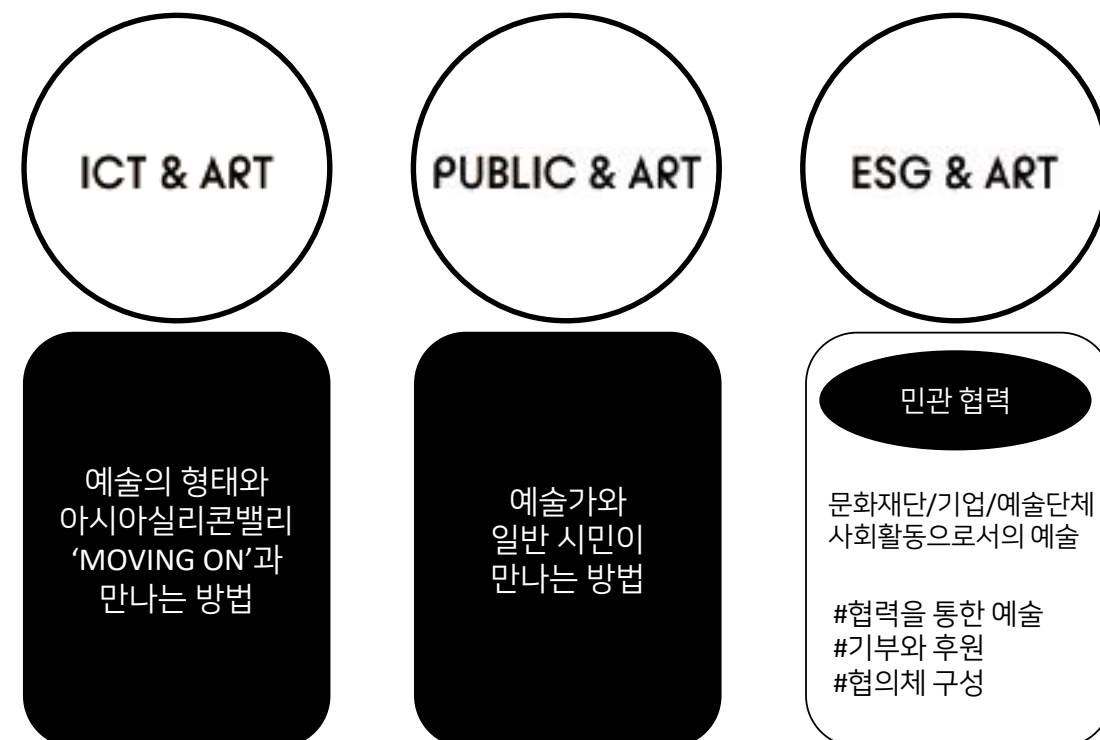 ICT & ART
PUBLIC & ART
ESG & ART
예술의 형태와
아시아실리콘밸리
‘MOVING ON’과
만나는 방법
예술가와
일반 시민이
만나는 방법
민관 협력
문화재단/기업/예술단체
사회활동으로서의 예술
#협력을 통한 예술
#기부와 후원
#협의체 구성